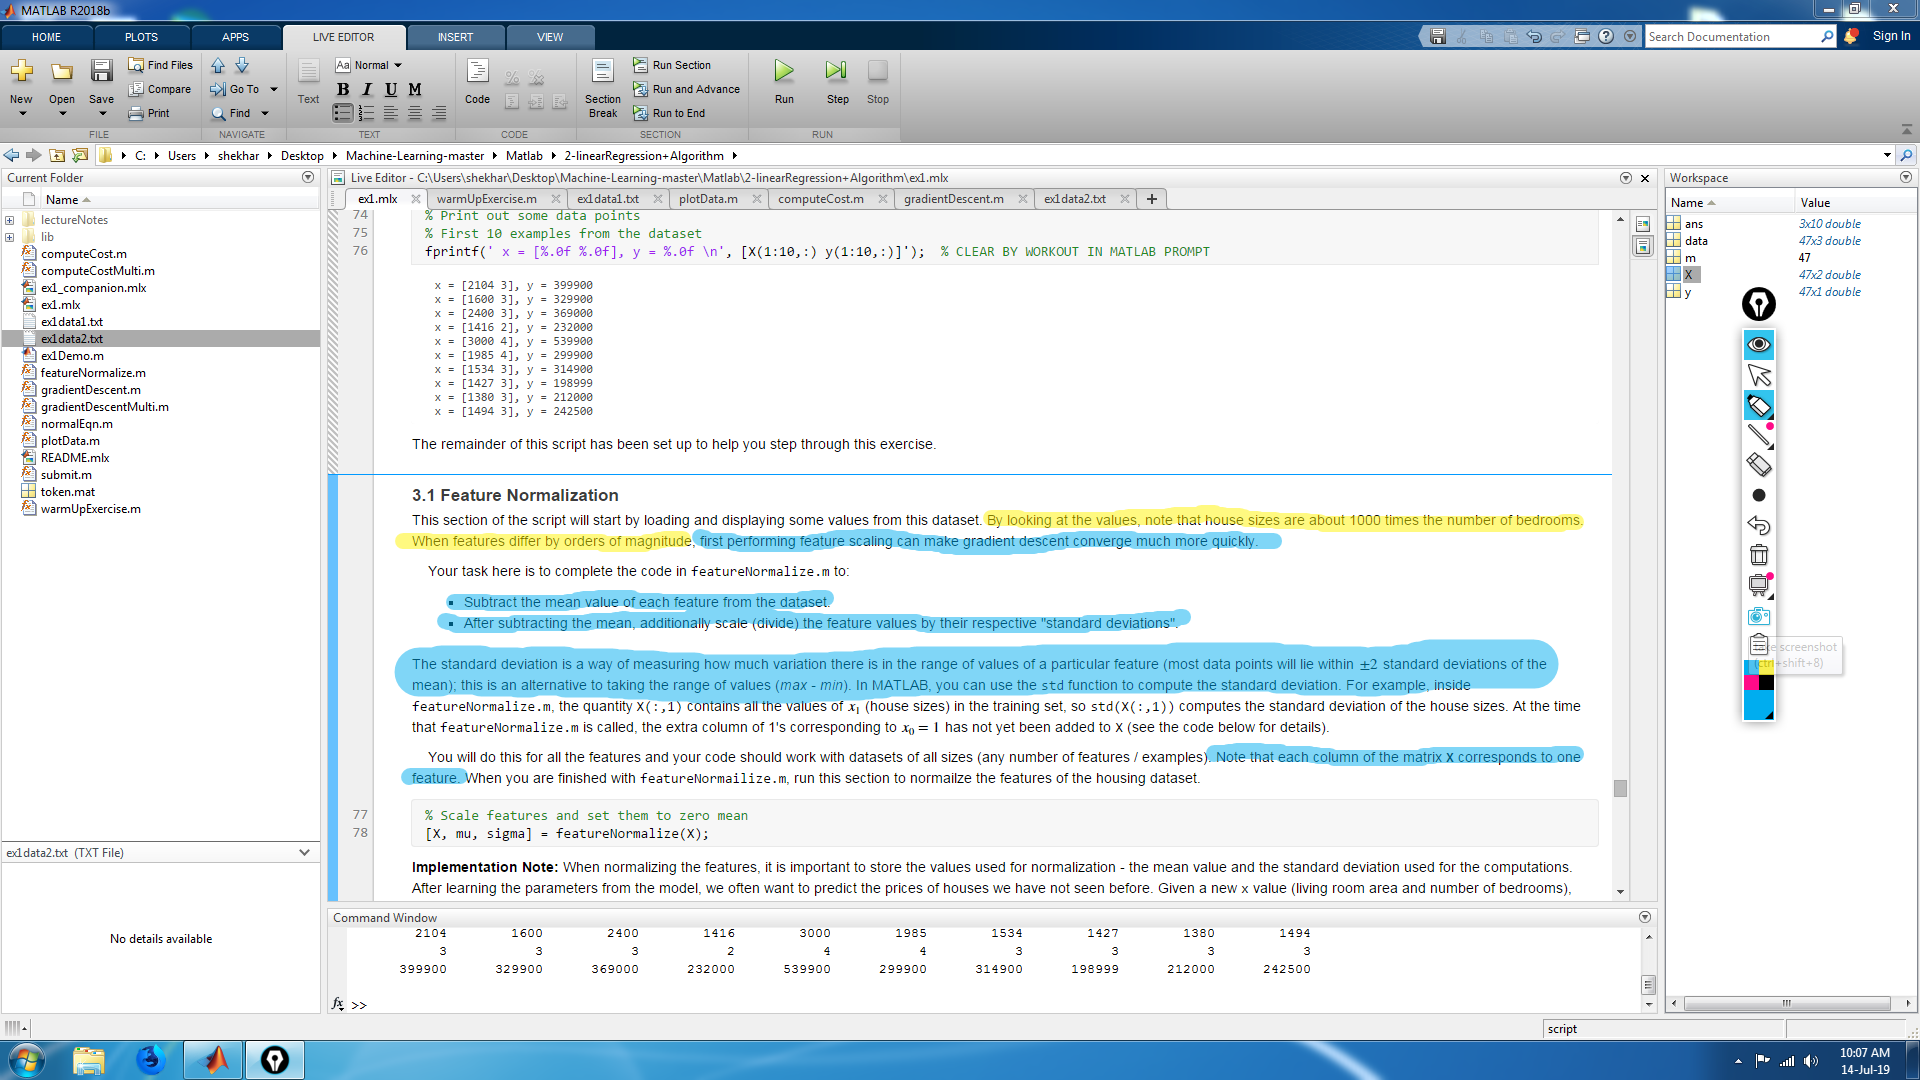 MATLAB R2018b
HOME PLOTS APPS LIVE EDITOR INSERT VIEW
Search Documentation
Sign In
New Open Save
Find Files
Compare
Print
Go To
Find
Text
Aa Normal
B I U M
Code
Section Break
Run Section
Run and Advance
Run to End
Run Step Stop
FILE NAVIGATE TEXT CODE SECTION RUN
C: Users shekhar Desktop Machine-Learning-master Matlab 2-linearRegression+Algorithm
Current Folder
Name
lectureNotes
lib
computeCost.m
computeCostMulti.m
ex1_companion.mlx
ex1.mlx
ex1data1.txt
ex1data2.txt
ex1Demo.m
featureNormalize.m
gradientDescent.m
gradientDescentMulti.m
normalEqn.m
plotData.m
README.mlx
submit.m
token.mat
warmUpExercise.m
ex1data2.txt (TXT File)
No details available
Live Editor - C:\Users\shekhar\Desktop\Machine-Learning-master\Matlab\2-linearRegression+Algorithm\ex1.mlx
ex1.mlx warmUpExercise.m ex1data1.txt plotData.m computeCost.m gradientDescent.m ex1data2.txt
74 % Print out some data points
75 % First 10 examples from the dataset
76 fprintf(' x = [%.0f %.0f], y = %.0f \n', [X(1:10,:) y(1:10,:)]'); % CLEAR BY WORKOUT IN MATLAB PROMPT
x = [2104 3], y = 399900
x = [1600 3], y = 329900
x = [2400 3], y = 369000
x = [1416 2], y = 232000
x = [3000 4], y = 539900
x = [1985 4], y = 299900
x = [1534 3], y = 314900
x = [1427 3], y = 198999
x = [1380 3], y = 212000
x = [1494 3], y = 242500
The remainder of this script has been set up to help you step through this exercise.
3.1 Feature Normalization
This section of the script will start by loading and displaying some values from this dataset. By looking at the values, note that house sizes are about 1000 times the number of bedrooms.
When features differ by orders of magnitude, first performing feature scaling can make gradient descent converge much more quickly.
Your task here is to complete the code in featureNormalize.m to:
▪ Subtract the mean value of each feature from the dataset.
▪ After subtracting the mean, additionally scale (divide) the feature values by their respective "standard deviations".
The standard deviation is a way of measuring how much variation there is in the range of values of a particular feature (most data points will lie within ±2 standard deviations of the
mean); this is an alternative to taking the range of values (max - min). In MATLAB, you can use the std function to compute the standard deviation. For example, inside
featureNormalize.m, the quantity X(:,1) contains all the values of x₁ (house sizes) in the training set, so std(X(:,1)) computes the standard deviation of the house sizes. At the time
that featureNormalize.m is called, the extra column of 1's corresponding to x₀ = 1 has not yet been added to X (see the code below for details).
You will do this for all the features and your code should work with datasets of all sizes (any number of features / examples). Note that each column of the matrix X corresponds to one
feature. When you are finished with featureNormailize.m, run this section to normailze the features of the housing dataset.
77 % Scale features and set them to zero mean
78 [X, mu, sigma] = featureNormalize(X);
Implementation Note: When normalizing the features, it is important to store the values used for normalization - the mean value and the standard deviation used for the computations.
After learning the parameters from the model, we often want to predict the prices of houses we have not seen before. Given a new x value (living room area and number of bedrooms),
Command Window
2104 1600 2400 1416 3000 1985 1534 1427 1380 1494
3 3 3 2 4 4 3 3 3 3
399900 329900 369000 232000 539900 299900 314900 198999 212000 242500
fx >>
Workspace
Name Value
ans 3x10 double
data 47x3 double
m 47
X 47x2 double
y 47x1 double
screenshot
(ctrl+shift+8)
script
10:07 AM
14-Jul-19